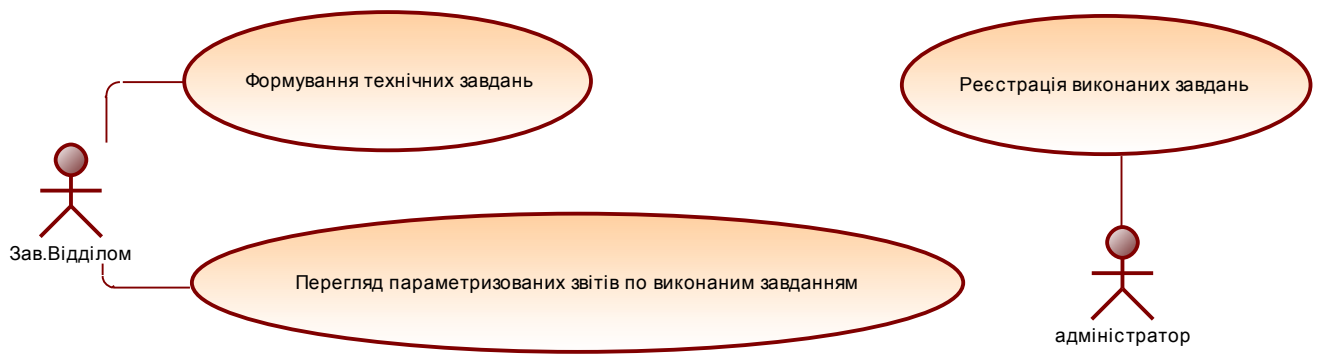 Формування технічних завдань
Реєстрація виконаних завдань
Зав.Відділом
Перегляд параметризованих звітів по виконаним завданням
адміністратор